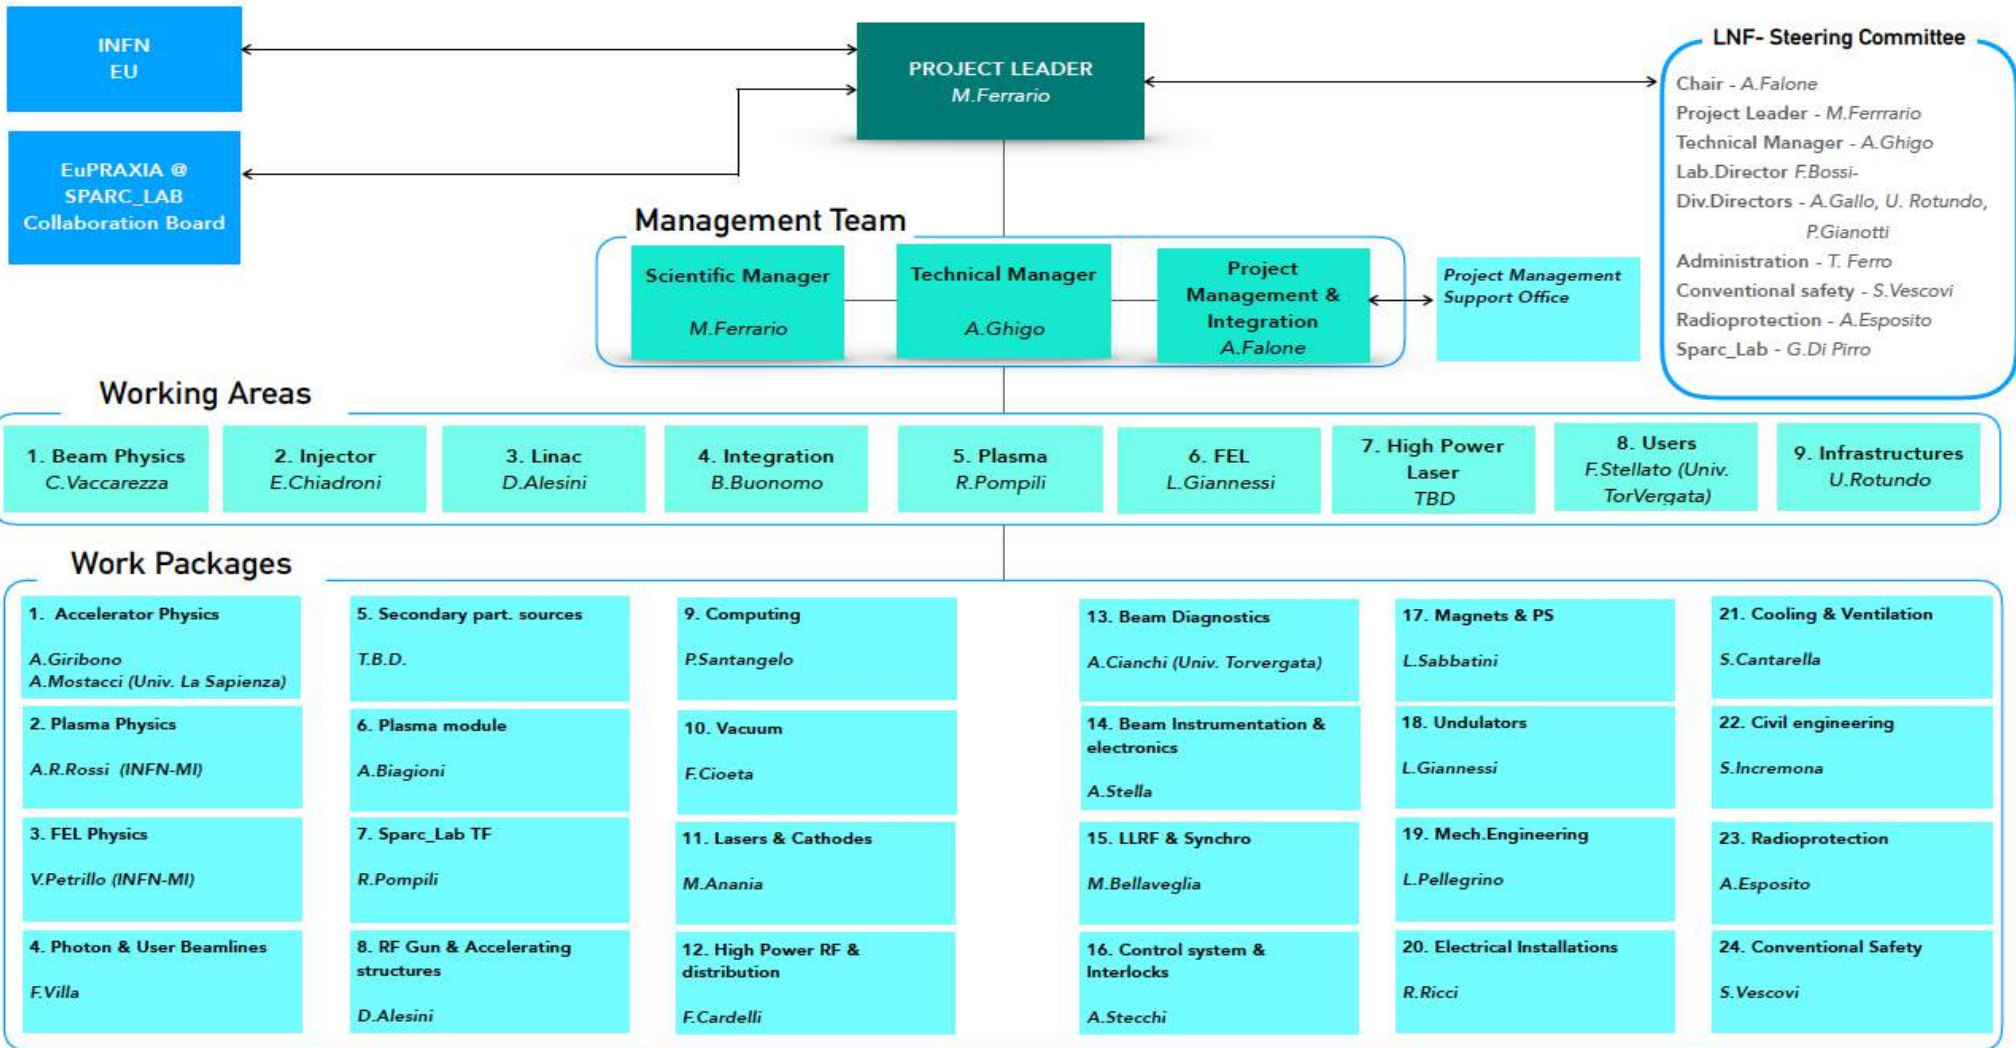 INFN
EU
PROJECT LEADER
M.Ferrario
LNF- Steering Committee
Chair - A.Falone
Project Leader - M.Ferrrario
Technical Manager - A.Ghigo
Lab.Director F.Bossi-
Div.Directors - A.Gallo, U. Rotundo,
P.Gianotti
Administration - T. Ferro
Conventional safety - S.Vescovi
Radioprotection - A.Esposito
Sparc_Lab - G.Di Pirro
EuPRAXIA @
SPARC_LAB
Collaboration Board
Management Team
Scientific Manager
M.Ferrario
Technical Manager
A.Ghigo
Project
Management &
Integration
A.Falone
Project Management
Support Office
Working Areas
1. Beam Physics
C.Vaccarezza
2. Injector
E.Chiadroni
3. Linac
D.Alesini
4. Integration
B.Buonomo
5. Plasma
R.Pompili
6. FEL
L.Giannessi
7. High Power
Laser
TBD
8. Users
F.Stellato (Univ.
TorVergata)
9. Infrastructures
U.Rotundo
Work Packages
1. Accelerator Physics
A.Giribono
A.Mostacci (Univ. La Sapienza)
2. Plasma Physics
A.R.Rossi (INFN-MI)
3. FEL Physics
V.Petrillo (INFN-MI)
4. Photon & User Beamlines
F.Villa
5. Secondary part. sources
T.B.D.
6. Plasma module
A.Biagioni
7. Sparc_Lab TF
R.Pompili
8. RF Gun & Accelerating
structures
D.Alesini
9. Computing
P.Santangelo
10. Vacuum
F.Cioeta
11. Lasers & Cathodes
M.Anania
12. High Power RF &
distribution
F.Cardelli
13. Beam Diagnostics
A.Cianchi (Univ. Torvergata)
14. Beam Instrumentation &
electronics
A.Stella
15. LLRF & Synchro
M.Bellaveglia
16. Control system &
Interlocks
A.Stecchi
17. Magnets & PS
L.Sabbatini
18. Undulators
L.Giannessi
19. Mech.Engineering
L.Pellegrino
20. Electrical Installations
R.Ricci
21. Cooling & Ventilation
S.Cantarella
22. Civil engineering
S.Incremona
23. Radioprotection
A.Esposito
24. Conventional Safety
S.Vescovi